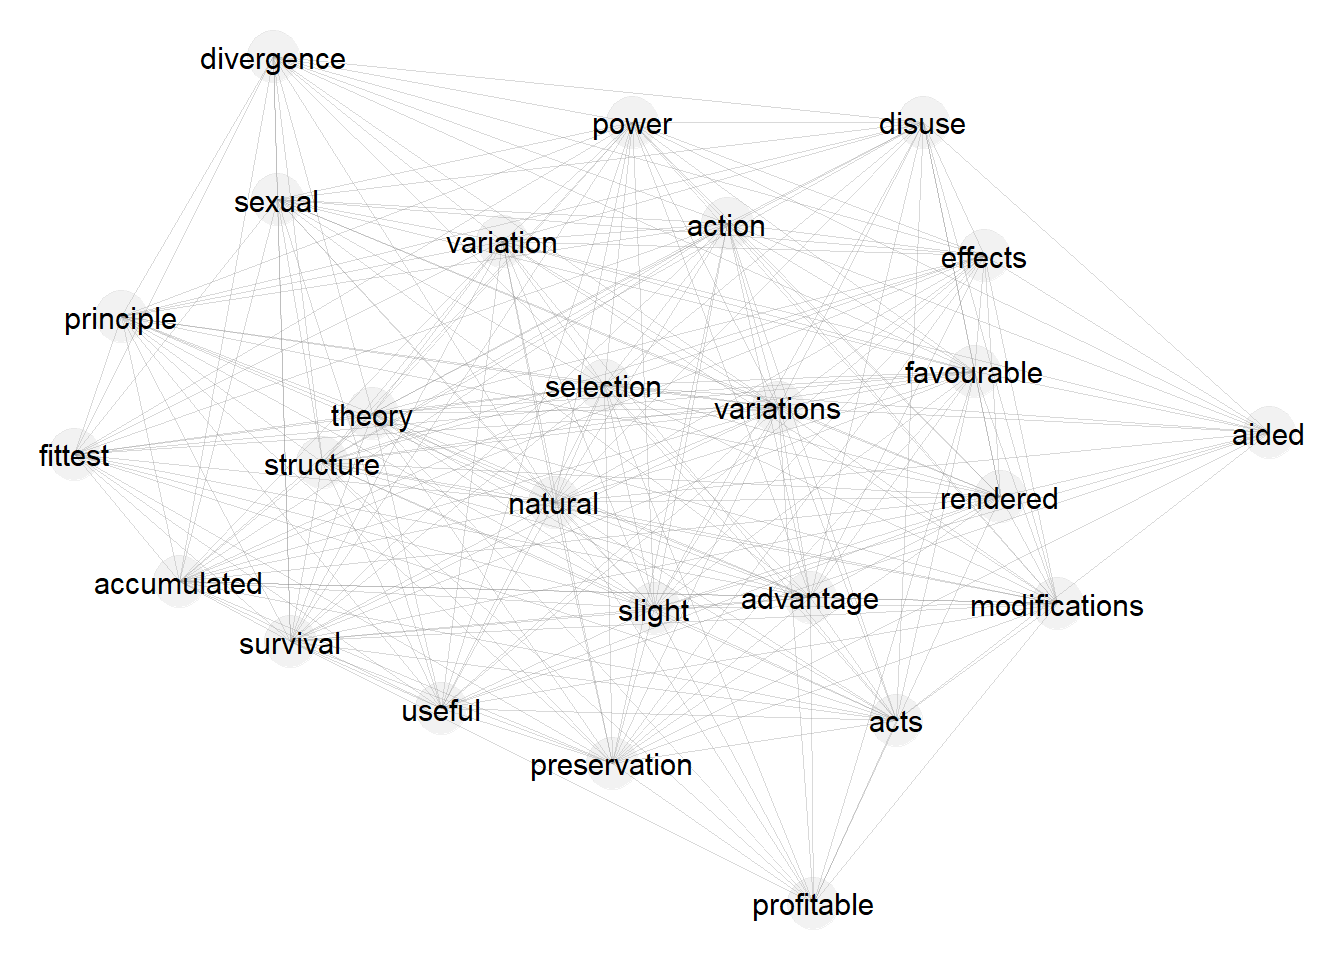 divergence
power
disuse
sexual
action
variation
effects
principle
favourable
selection
variations
theory
aided
fittest
structure
rendered
natural
accumulated
advantage
modifications
slight
survival
useful
acts
preservation
profitable